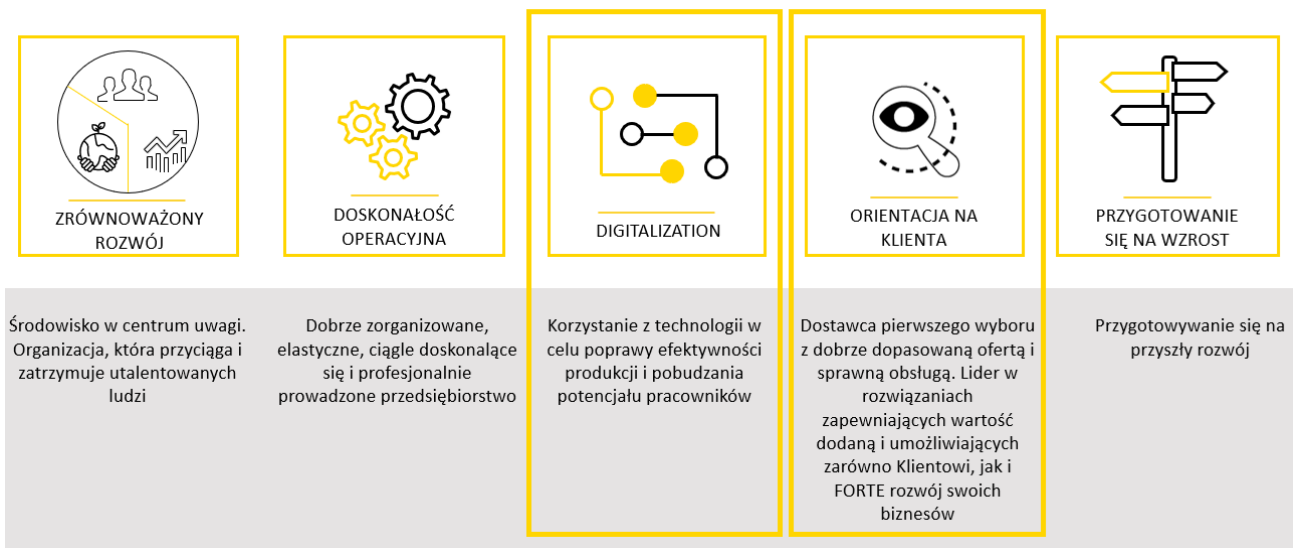 ZRÓWNOWAŻONY
ROZWÓJ
DOSKONAŁOŚĆ
OPERACYJNA
DIGITALIZATION
ORIENTACJA NA
KLIENTA
PRZYGOTOWANIE
SIĘ NA WZROST
Środowisko w centrum uwagi.
Organizacja, która przyciąga i
zatrzymuje utalentowanych
ludzi
Dobrze zorganizowane,
elastyczne, ciągle doskonalące
się i profesjonalnie
prowadzone przedsiębiorstwo
Korzystanie z technologii w
celu poprawy efektywności
produkcji i pobudzania
potencjału pracowników
Dostawca pierwszego wyboru
z dobrze dopasowaną ofertą i
sprawną obsługą. Lider w
rozwiązaniach
zapewniających wartość
dodaną i umożliwiających
zarówno Klientowi, jak i
FORTE rozwój swoich
biznesów
Przygotowywanie się na
przyszły rozwój